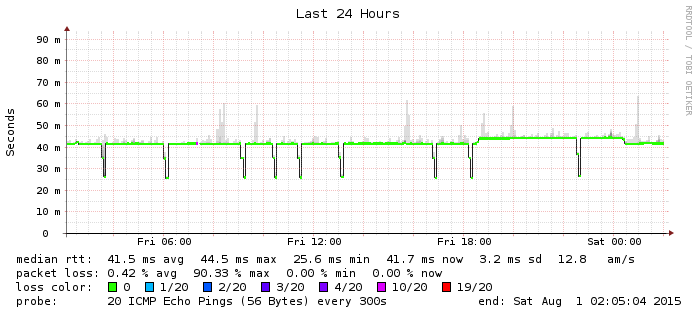 Last 24 Hours
RRDTOOL / TOBI OETIKER
Seconds
90 m
80 m
70 m
60 m
50 m
40 m
30 m
20 m
10 m
0
Fri 06:00 Fri 12:00 Fri 18:00 Sat 00:00
median rtt: 41.5 ms avg 44.5 ms max 25.6 ms min 41.7 ms now 3.2 ms sd 12.8 am/s
packet loss: 0.42 % avg 90.33 % max 0.00 % min 0.00 % now
loss color: 0 1/20 2/20 3/20 4/20 10/20 19/20
probe: 20 ICMP Echo Pings (56 Bytes) every 300s end: Sat Aug 1 02:05:04 2015